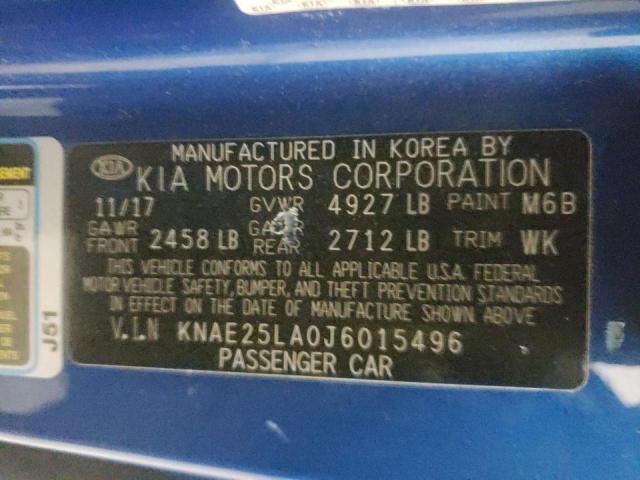 MANUFACTURED IN KOREA BY
KIA KIA MOTORS CORPORATION
11/17 GVWR 4927 LB PAINT M6B
GAWR FRONT 2458 LB REAR 2712 LB TRIM WK
THIS VEHICLE CONFORMS TO ALL APPLICABLE U.S.A. FEDERAL
MOTOR VEHICLE SAFETY, BUMPER, AND THEFT PREVENTION STANDARDS
IN EFFECT ON THE DATE OF MANUFACTURE SHOWN ABOVE
V.I.N KNAE25LA0J6015496
PASSENGER CAR
J51